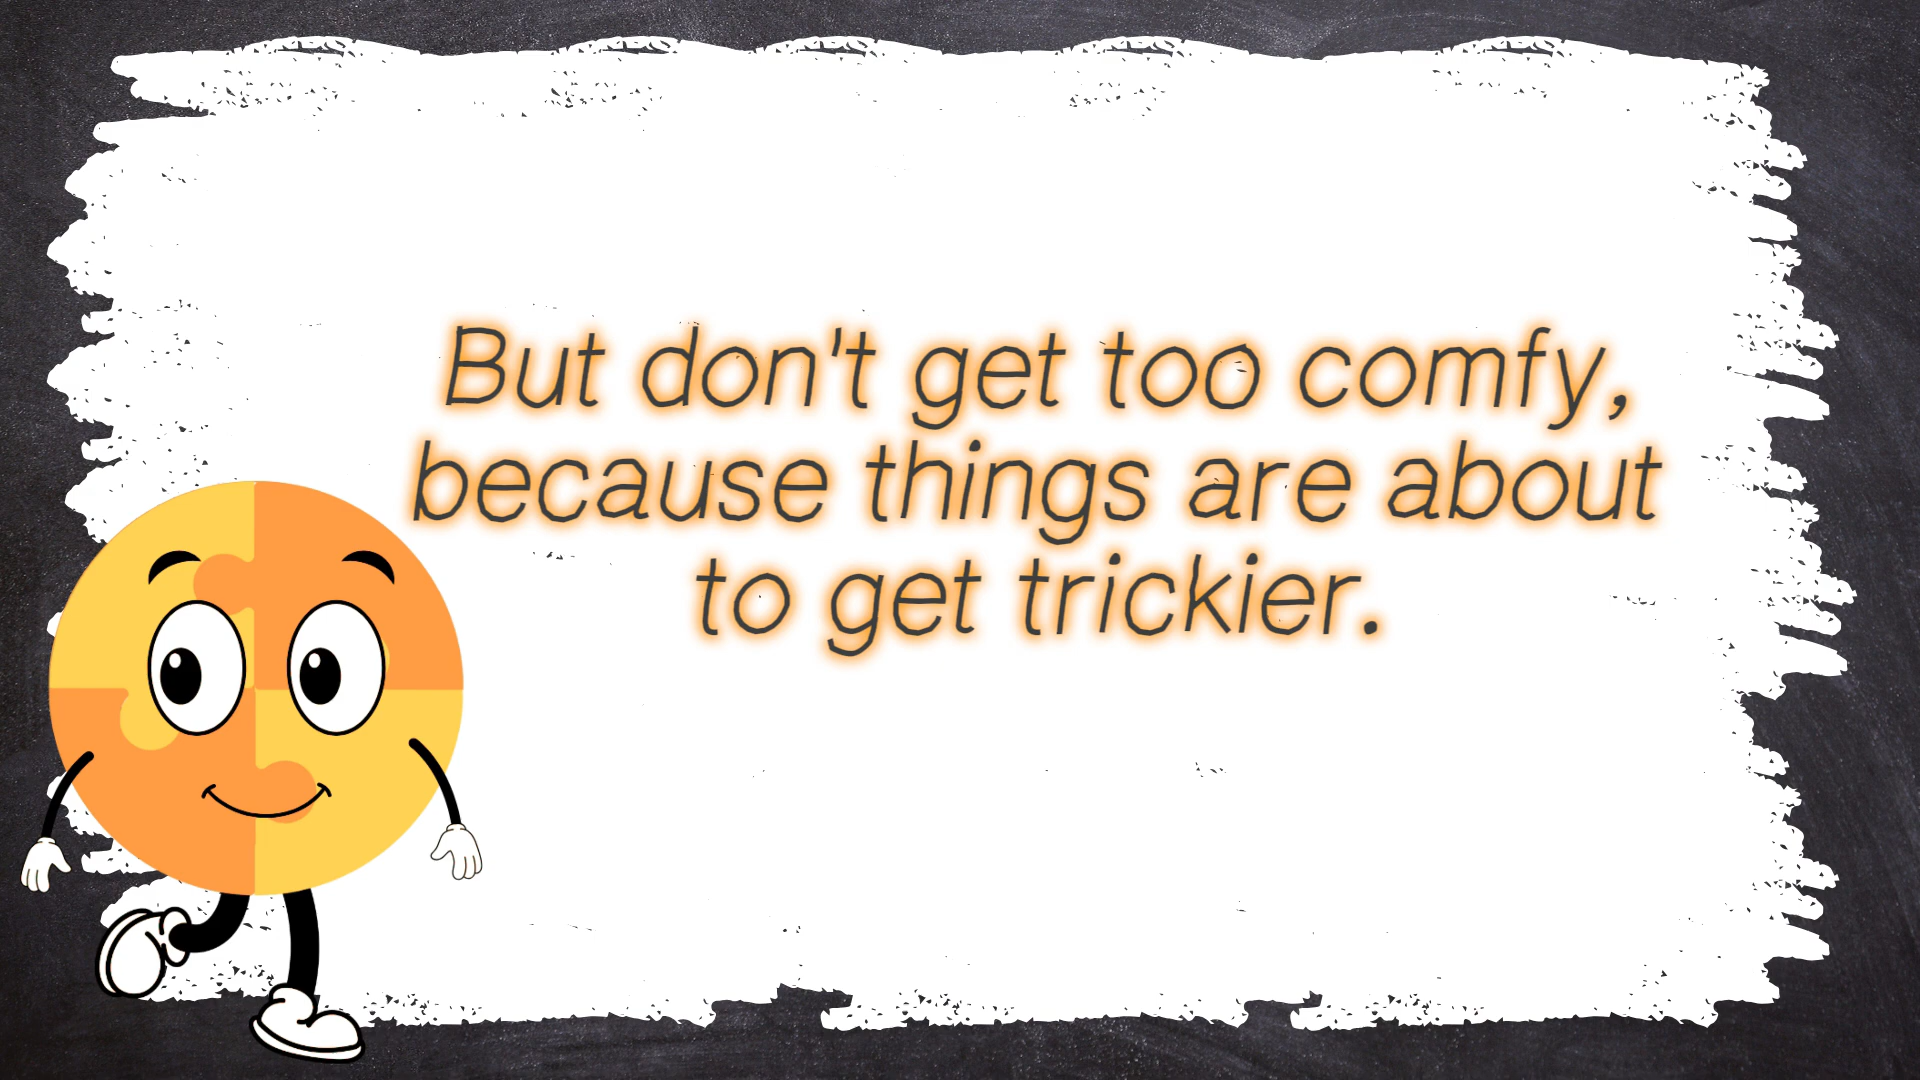 But don't get too comfy,
because things are about
to get trickier.